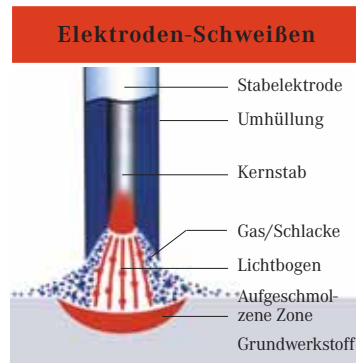 Elektroden-Schweißen
Stabelektrode
Umhüllung
Kernstab
Gas/Schlacke
Lichtbogen
Aufgeschmol-
zene Zone
Grundwerkstoff